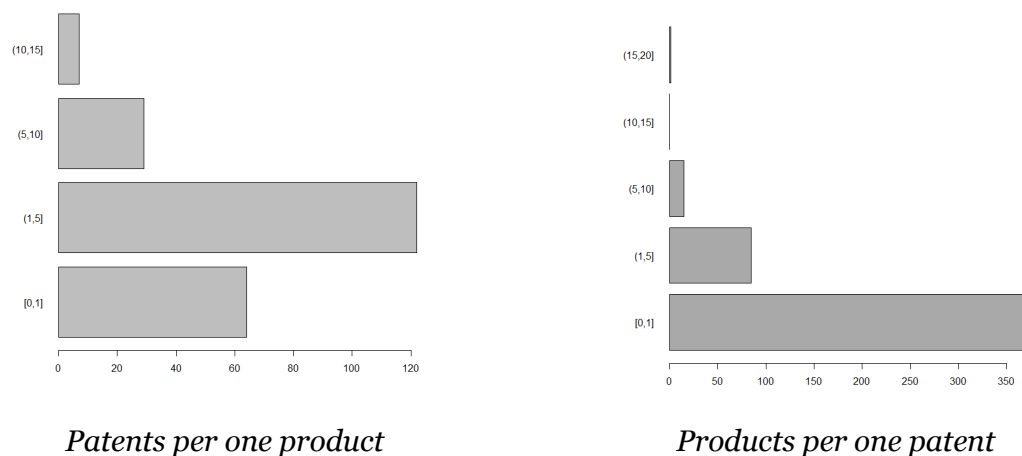 (10,15]
(5,10]
(1,5]
[0,1]
0 20 40 60 80 100 120
Patents per one product
(15,20]
(10,15]
(5,10]
(1,5]
[0,1]
0 50 100 150 200 250 300 350
Products per one patent